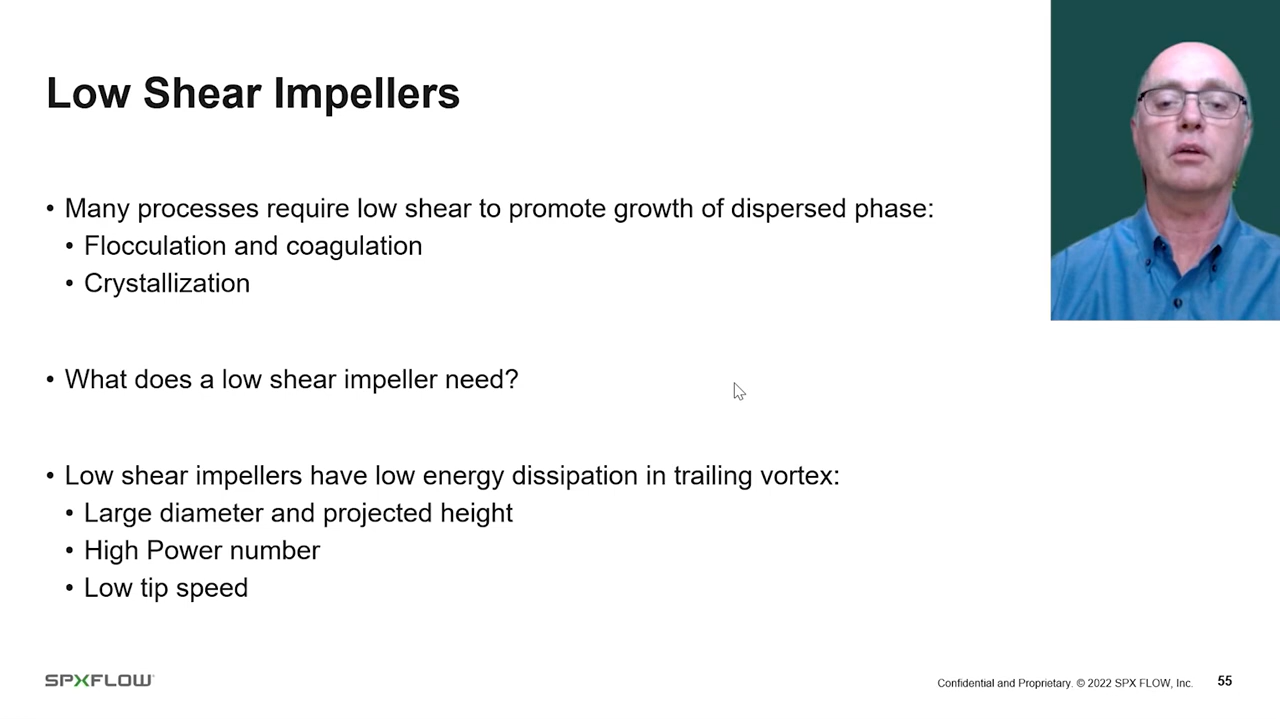 Low Shear Impellers
• Many processes require low shear to promote growth of dispersed phase:
• Flocculation and coagulation
• Crystallization
• What does a low shear impeller need?
• Low shear impellers have low energy dissipation in trailing vortex:
• Large diameter and projected height
• High Power number
• Low tip speed
SPXFLOW
Confidential and Proprietary. © 2022 SPX FLOW, Inc. 55